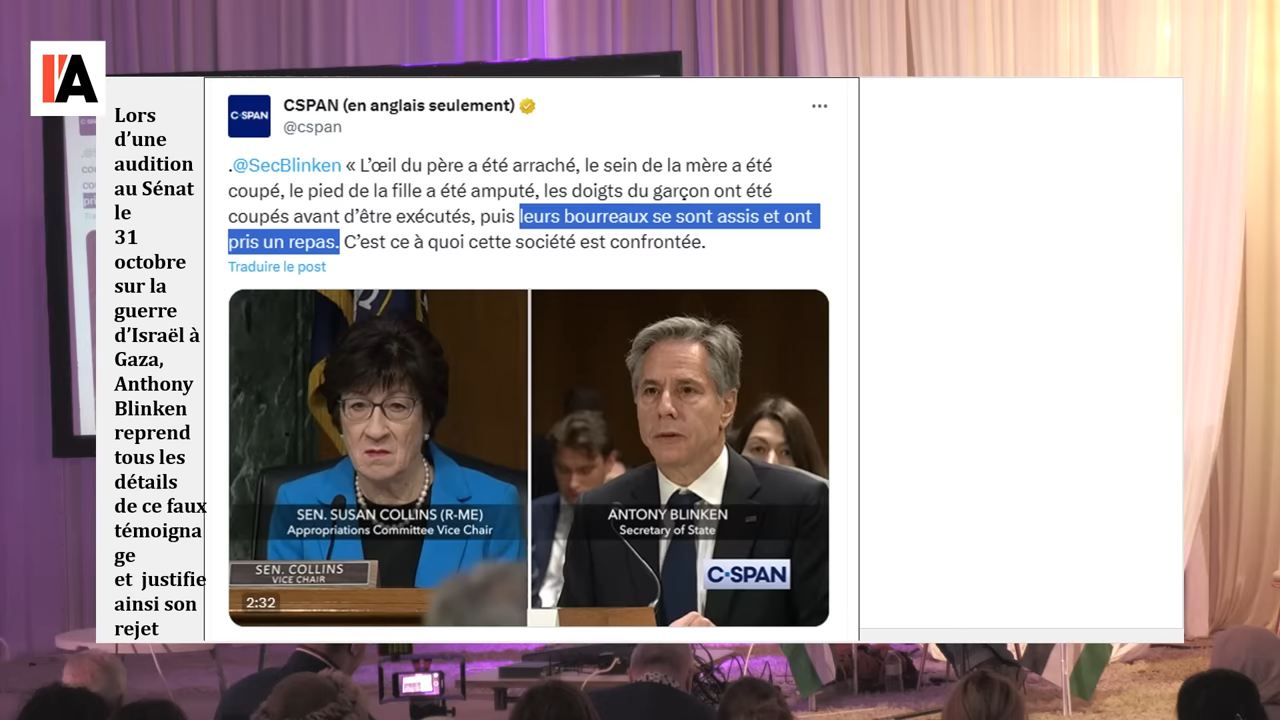 I'A
Lors
d’une
audition
au Sénat
le
31
octobre
sur la
guerre
d’Israël à
Gaza,
Anthony
Blinken
reprend
tous les
détails
de ce faux
témoigna
ge
et justifie
ainsi son
rejet
C·SPAN
CSPAN (en anglais seulement)
@cspan
.@SecBlinken « L’œil du père a été arraché, le sein de la mère a été
coupé, le pied de la fille a été amputé, les doigts du garçon ont été
coupés avant d’être exécutés, puis leurs bourreaux se sont assis et ont
pris un repas. C’est ce à quoi cette société est confrontée.
Traduire le post
SEN. SUSAN COLLINS (R-ME)
Appropriations Committee Vice Chair
SEN. COLLINS
VICE CHAIR
2:32
ANTONY BLINKEN
Secretary of State
C·SPAN